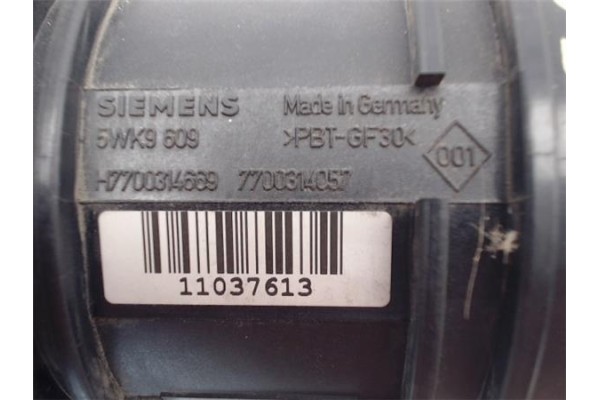 SIEMENS Made in Germany
5WK9 609 >PBT-GF30< 001
H7700314669 7700314057
11037613